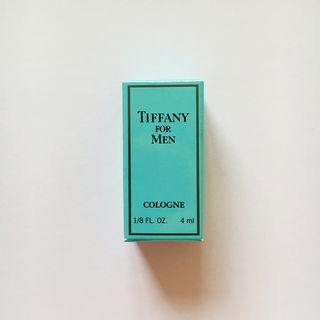 TIFFANY
FOR
MEN
COLOGNE
1/8 FL. OZ. 4 ml